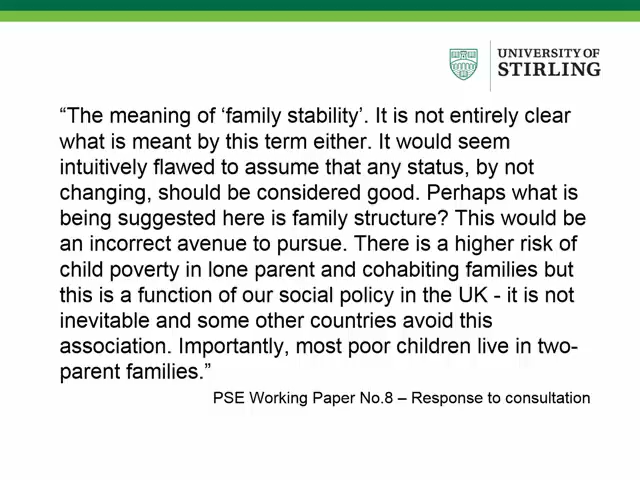 UNIVERSITY OF
STIRLING
“The meaning of ‘family stability’. It is not entirely clear
what is meant by this term either. It would seem
intuitively flawed to assume that any status, by not
changing, should be considered good. Perhaps what is
being suggested here is family structure? This would be
an incorrect avenue to pursue. There is a higher risk of
child poverty in lone parent and cohabiting families but
this is a function of our social policy in the UK - it is not
inevitable and some other countries avoid this
association. Importantly, most poor children live in two-
parent families.”
PSE Working Paper No.8 – Response to consultation